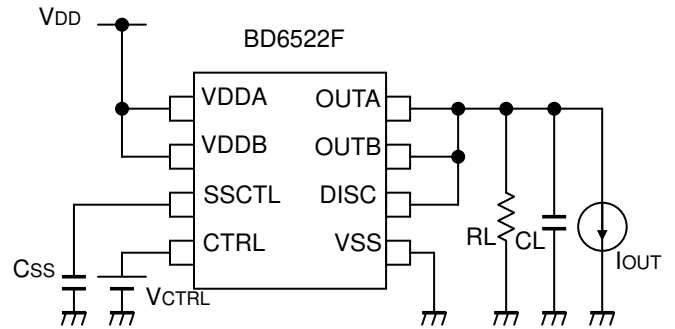 VDD
BD6522F
VDDA OUTA
VDDB OUTB
SSCTL DISC
CTRL VSS
CSS
VCTRL
RL
CL
IOUT